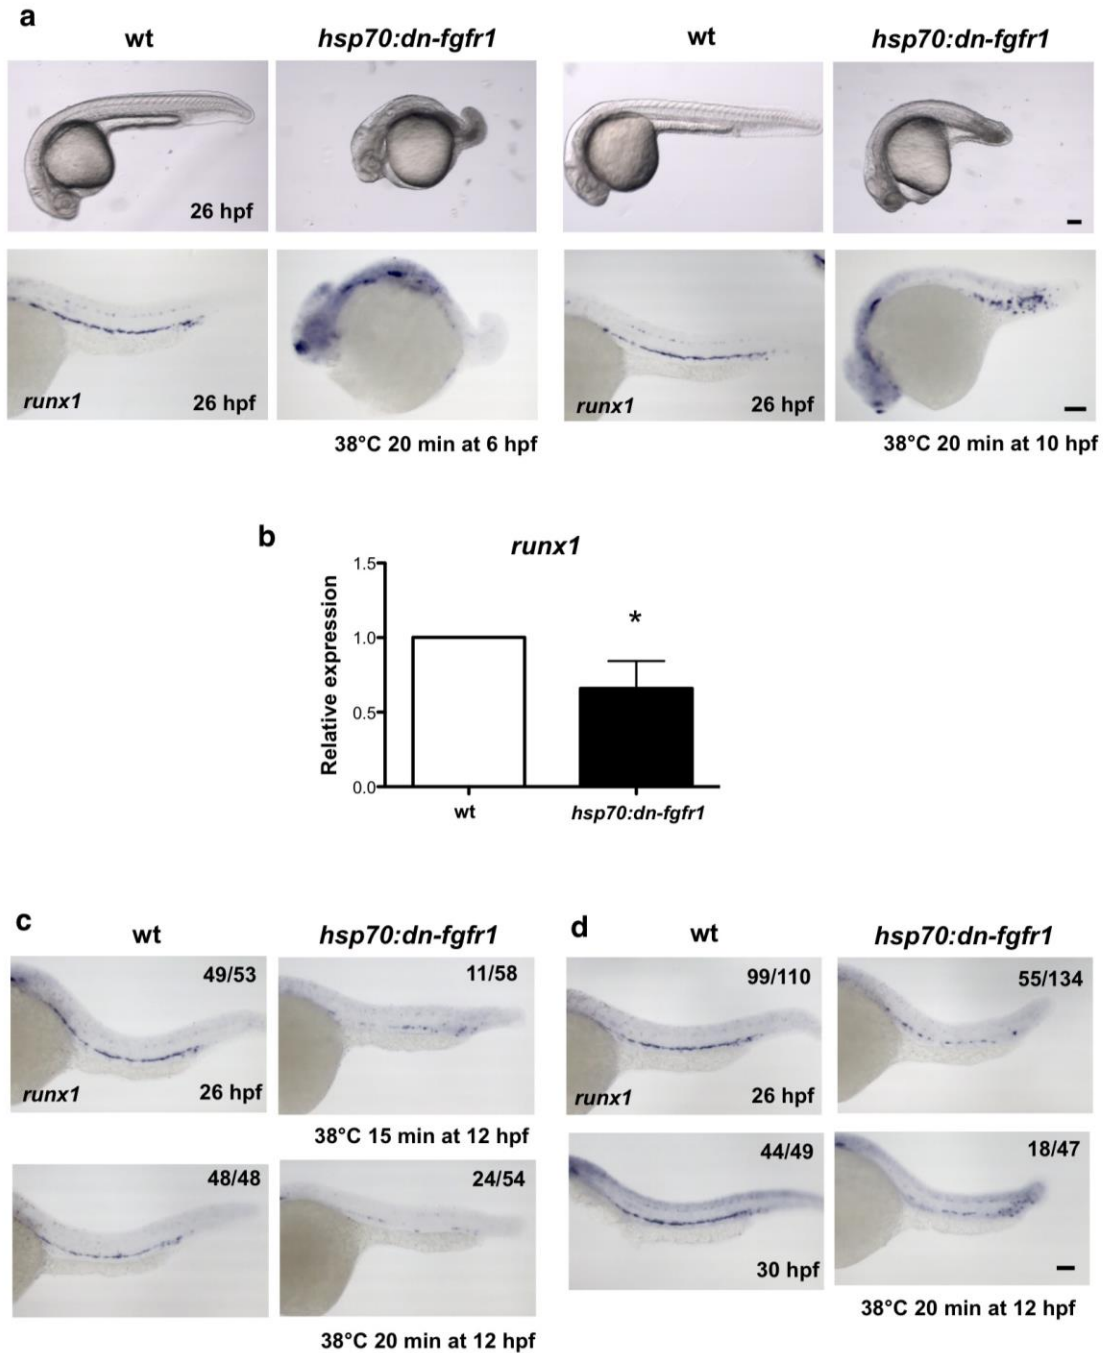 a
wt
hsp70:dn-fgfr1
wt
hsp70:dn-fgfr1
26 hpf
runx1
26 hpf
runx1
26 hpf
38°C 20 min at 6 hpf
38°C 20 min at 10 hpf
b
runx1
Relative expression
1.5
*
1.0
0.5
0.0
wt
hsp70:dn-fgfr1
c
wt
hsp70:dn-fgfr1
49/53
11/58
runx1
26 hpf
38°C 15 min at 12 hpf
48/48
24/54
38°C 20 min at 12 hpf
d
wt
hsp70:dn-fgfr1
99/110
55/134
runx1
26 hpf
44/49
18/47
30 hpf
38°C 20 min at 12 hpf